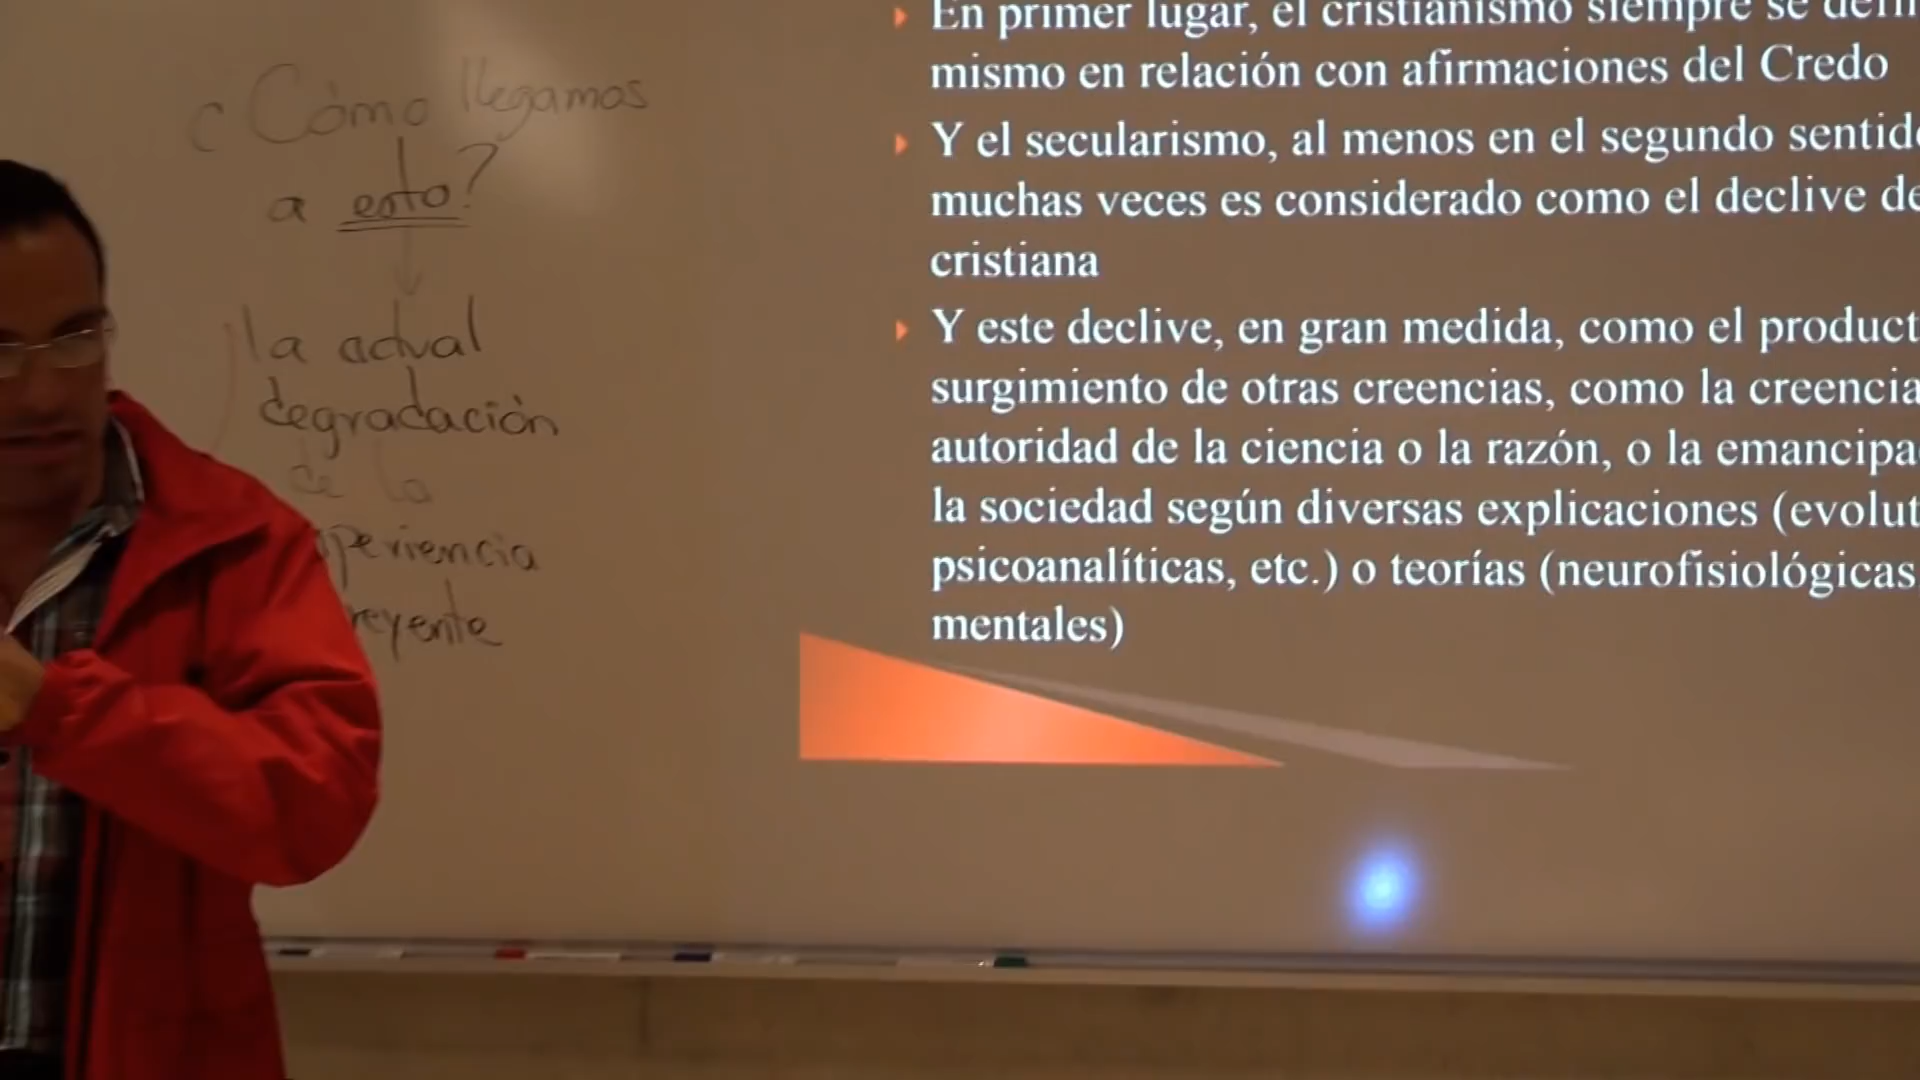 ¿Cómo llegamos
a esto?
la actual
degradación
de la
periencia
reyente
En primer lugar, el cristianismo siempre se
mismo en relación con afirmaciones del Credo
Y el secularismo, al menos en el segundo sentid
muchas veces es considerado como el declive de
cristiana
Y este declive, en gran medida, como el product
surgimiento de otras creencias, como la creencia
autoridad de la ciencia o la razón, o la emancipa
la sociedad según diversas explicaciones (evolut
psicoanalíticas, etc.) o teorías (neurofisiológicas
mentales)